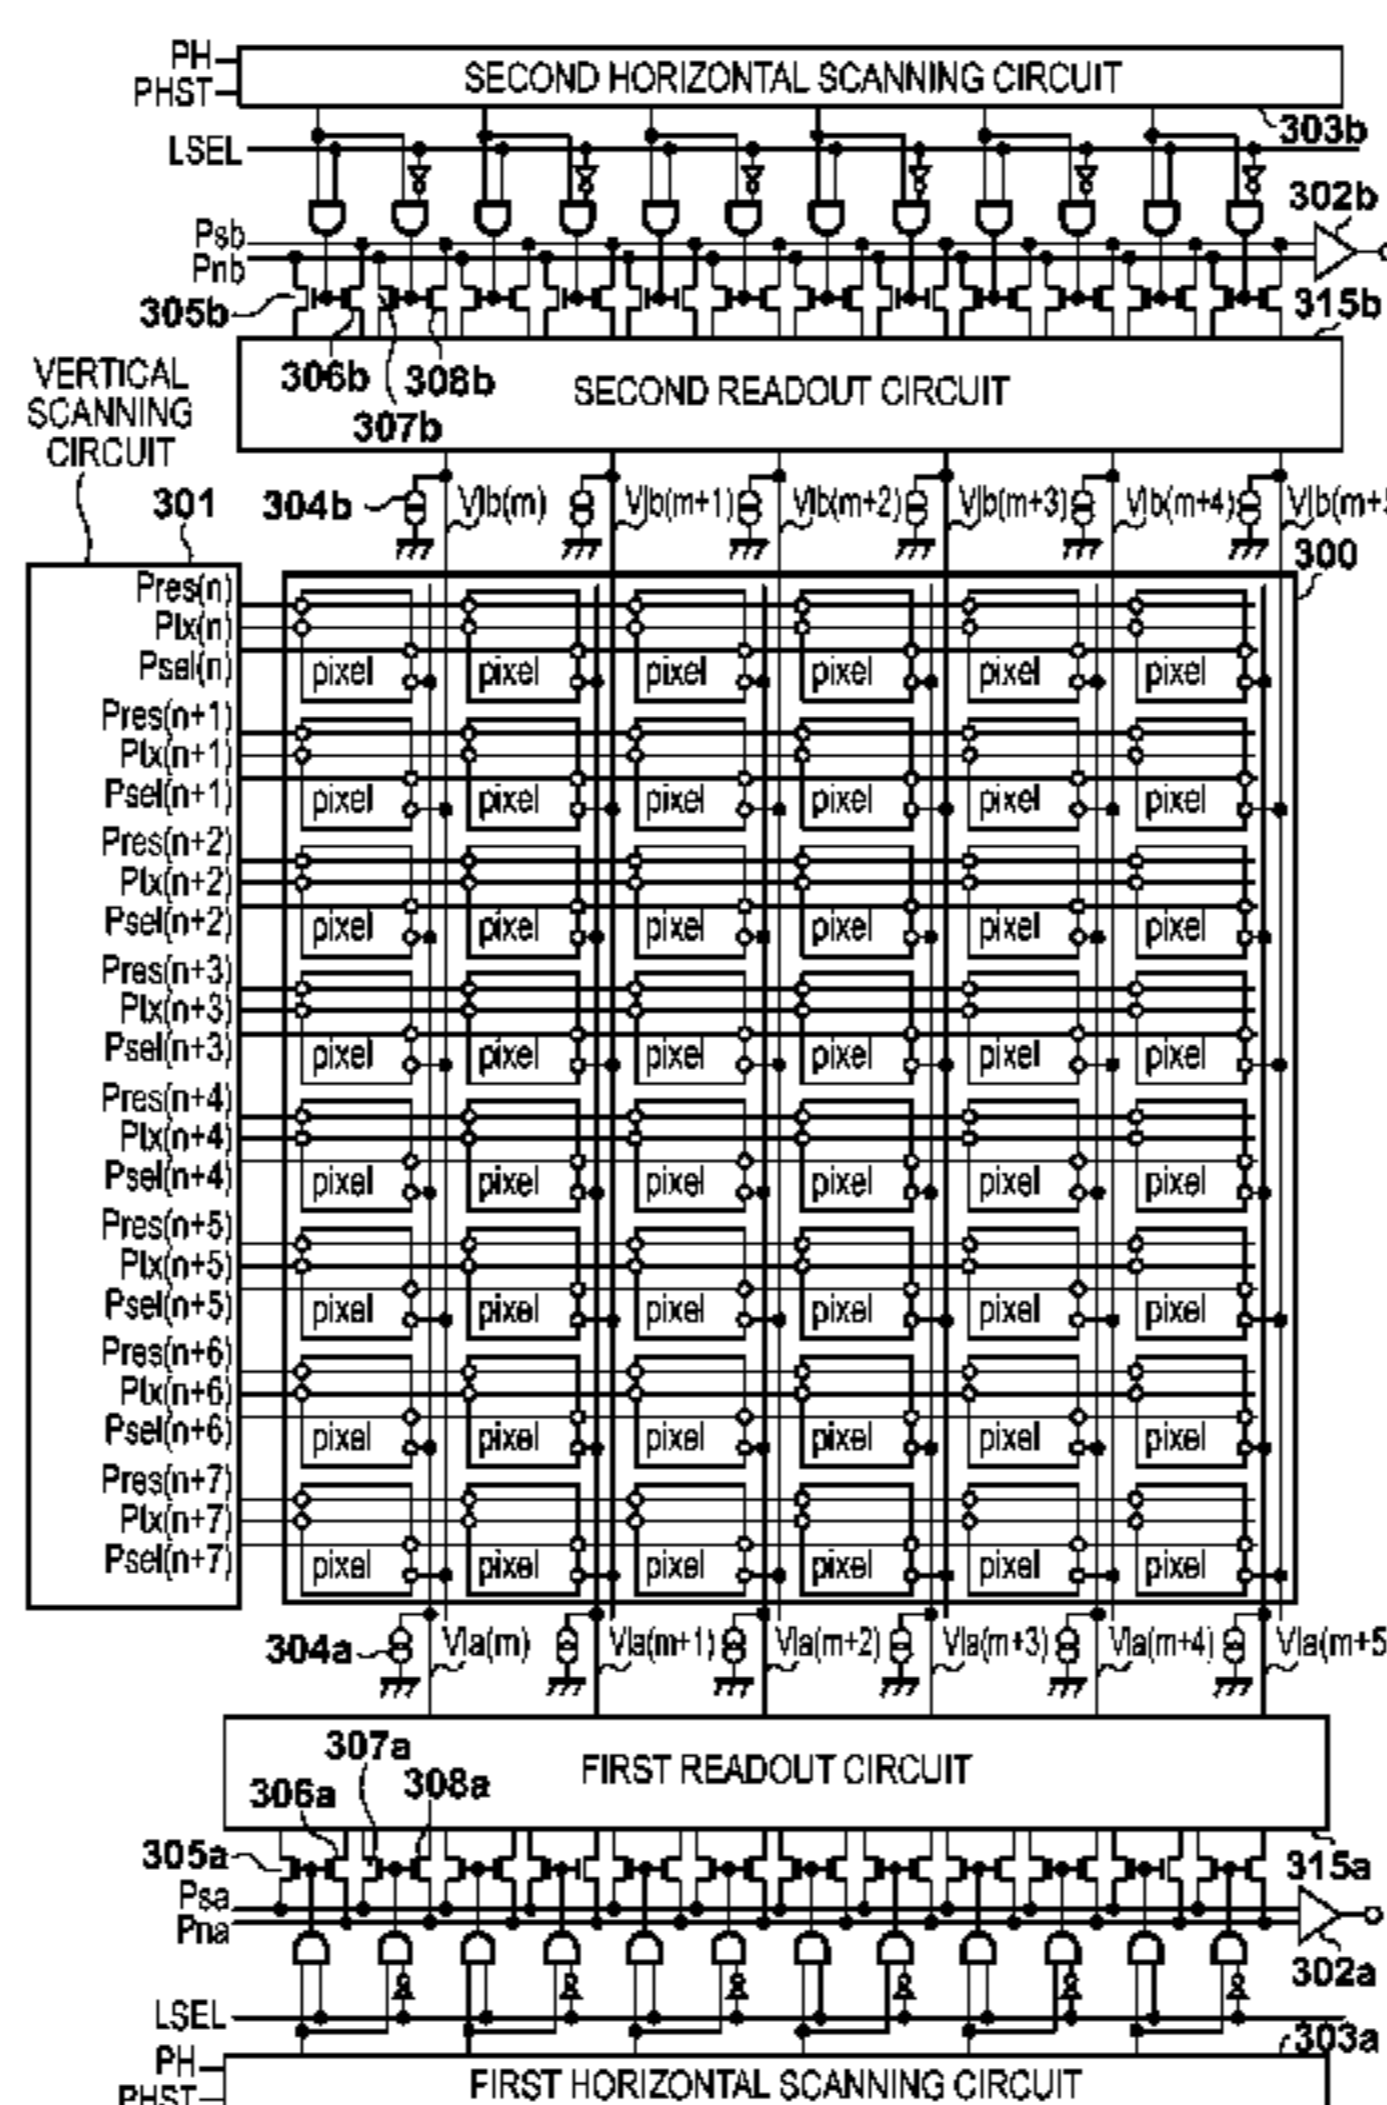 PH
PHST
SECOND HORIZONTAL SCANNING CIRCUIT
303b
LSEL
302b
Psb
Pnb
305b
315b
306b 308b
307b
SECOND READOUT CIRCUIT
VERTICAL
SCANNING
CIRCUIT
301
304b
Vlb(m) Vlb(m+1) Vlb(m+2) Vlb(m+3) Vlb(m+4) Vlb(m+5
300
Pres(n)
Ptx(n)
Psel(n)
pixel pixel pixel pixel pixel pixel
Pres(n+1)
Ptx(n+1)
Psel(n+1)
pixel pixel pixel pixel pixel pixel
Pres(n+2)
Ptx(n+2)
Psel(n+2)
pixel pixel pixel pixel pixel pixel
Pres(n+3)
Ptx(n+3)
Psel(n+3)
pixel pixel pixel pixel pixel pixel
Pres(n+4)
Ptx(n+4)
Psel(n+4)
pixel pixel pixel pixel pixel pixel
Pres(n+5)
Ptx(n+5)
Psel(n+5)
pixel pixel pixel pixel pixel pixel
Pres(n+6)
Ptx(n+6)
Psel(n+6)
pixel pixel pixel pixel pixel pixel
Pres(n+7)
Ptx(n+7)
Psel(n+7)
pixel pixel pixel pixel pixel pixel
304a
Vla(m) Vla(m+1) Vla(m+2) Vla(m+3) Vla(m+4) Vla(m+5
FIRST READOUT CIRCUIT
307a
306a 308a
305a
315a
Psa
Pna
302a
LSEL
303a
PH
PHST
FIRST HORIZONTAL SCANNING CIRCUIT